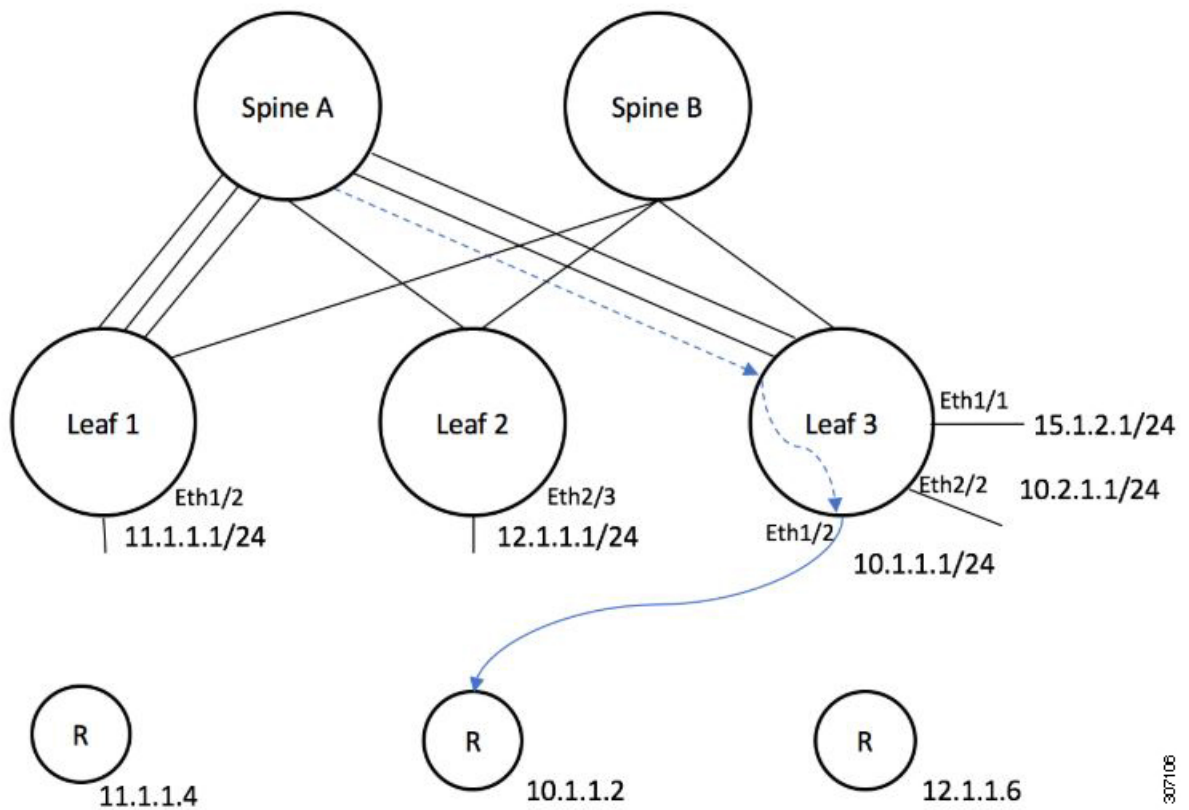 Spine A
Spine B
Leaf 1
Leaf 2
Leaf 3
Eth1/1
15.1.2.1/24
Eth2/2
10.2.1.1/24
Eth1/2
11.1.1.1/24
Eth2/3
12.1.1.1/24
Eth1/2
10.1.1.1/24
R
11.1.1.4
R
10.1.1.2
R
12.1.1.6
307106